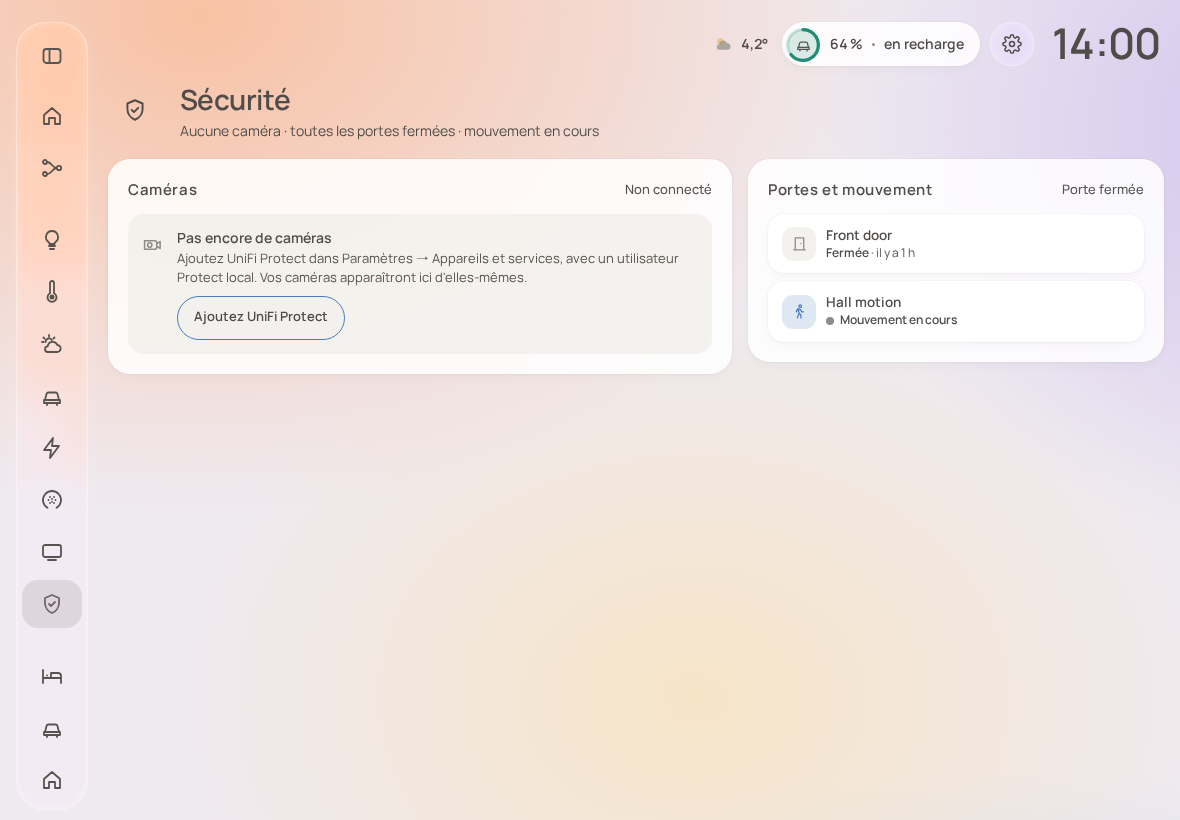 4,2°
64 % • en recharge
14:00
Sécurité
Aucune caméra · toutes les portes fermées · mouvement en cours
Caméras
Non connecté
Pas encore de caméras
Ajoutez UniFi Protect dans Paramètres → Appareils et services, avec un utilisateur
Protect local. Vos caméras apparaîtront ici d'elles-mêmes.
Ajoutez UniFi Protect
Portes et mouvement
Porte fermée
Front door
Fermée · il y a 1 h
Hall motion
Mouvement en cours